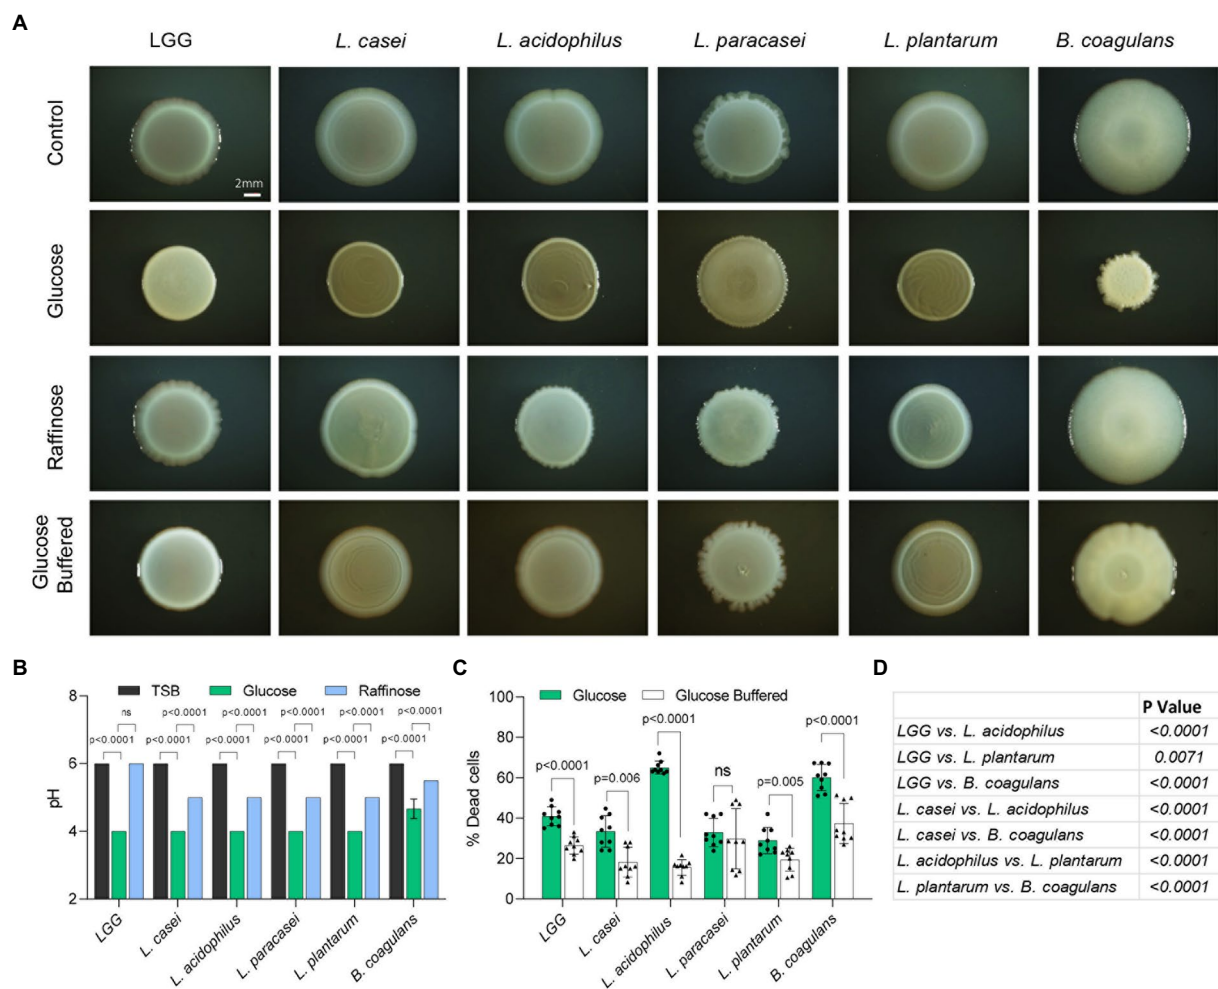 A
LGG
L. casei
L. acidophilus
L. paracasei
L. plantarum
B. coagulans
Control
2mm
Glucose
Raffinose
Glucose
Buffered
B
TSB
Glucose
Raffinose
ns
p<0.0001
p<0.0001
p<0.0001
p<0.0001
p<0.0001
p<0.0001
p<0.0001
p<0.0001
p<0.0001
p<0.0001
p<0.0001
pH
8
6
4
2
LGG
L. casei
L. acidophilus
L. paracasei
L. plantarum
B. coagulans
C
Glucose
Glucose Buffered
% Dead cells
100
80
60
40
20
0
p<0.0001
p=0.006
p<0.0001
ns
p=0.005
p<0.0001
LGG
L. casei
L. acidophilus
L. paracasei
L. plantarum
B. coagulans
D
P Value
LGG vs. L. acidophilus <0.0001
LGG vs. L. plantarum 0.0071
LGG vs. B. coagulans <0.0001
L. casei vs. L. acidophilus <0.0001
L. casei vs. B. coagulans <0.0001
L. acidophilus vs. L. plantarum <0.0001
L. plantarum vs. B. coagulans <0.0001